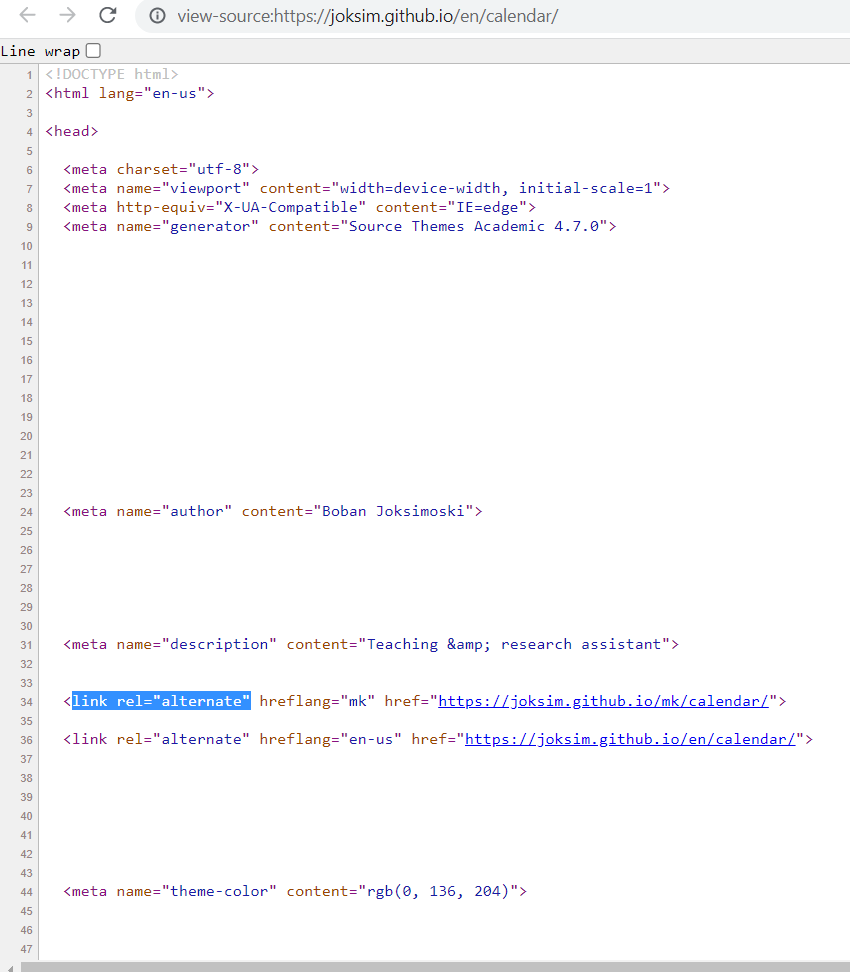 view-source:https://joksim.github.io/en/calendar/
Line wrap
1 <!DOCTYPE html>
2 <html lang="en-us">
3
4 <head>
5
6 <meta charset="utf-8">
7 <meta name="viewport" content="width=device-width, initial-scale=1">
8 <meta http-equiv="X-UA-Compatible" content="IE=edge">
9 <meta name="generator" content="Source Themes Academic 4.7.0">
10
11
12
13
14
15
16
17
18
19
20
21
22
23
24 <meta name="author" content="Boban Joksimoski">
25
26
27
28
29
30
31 <meta name="description" content="Teaching &amp; research assistant">
32
33
34 <link rel="alternate" hreflang="mk" href="https://joksim.github.io/mk/calendar/">
35
36 <link rel="alternate" hreflang="en-us" href="https://joksim.github.io/en/calendar/">
37
38
39
40
41
42
43
44 <meta name="theme-color" content="rgb(0, 136, 204)">
45
46
47